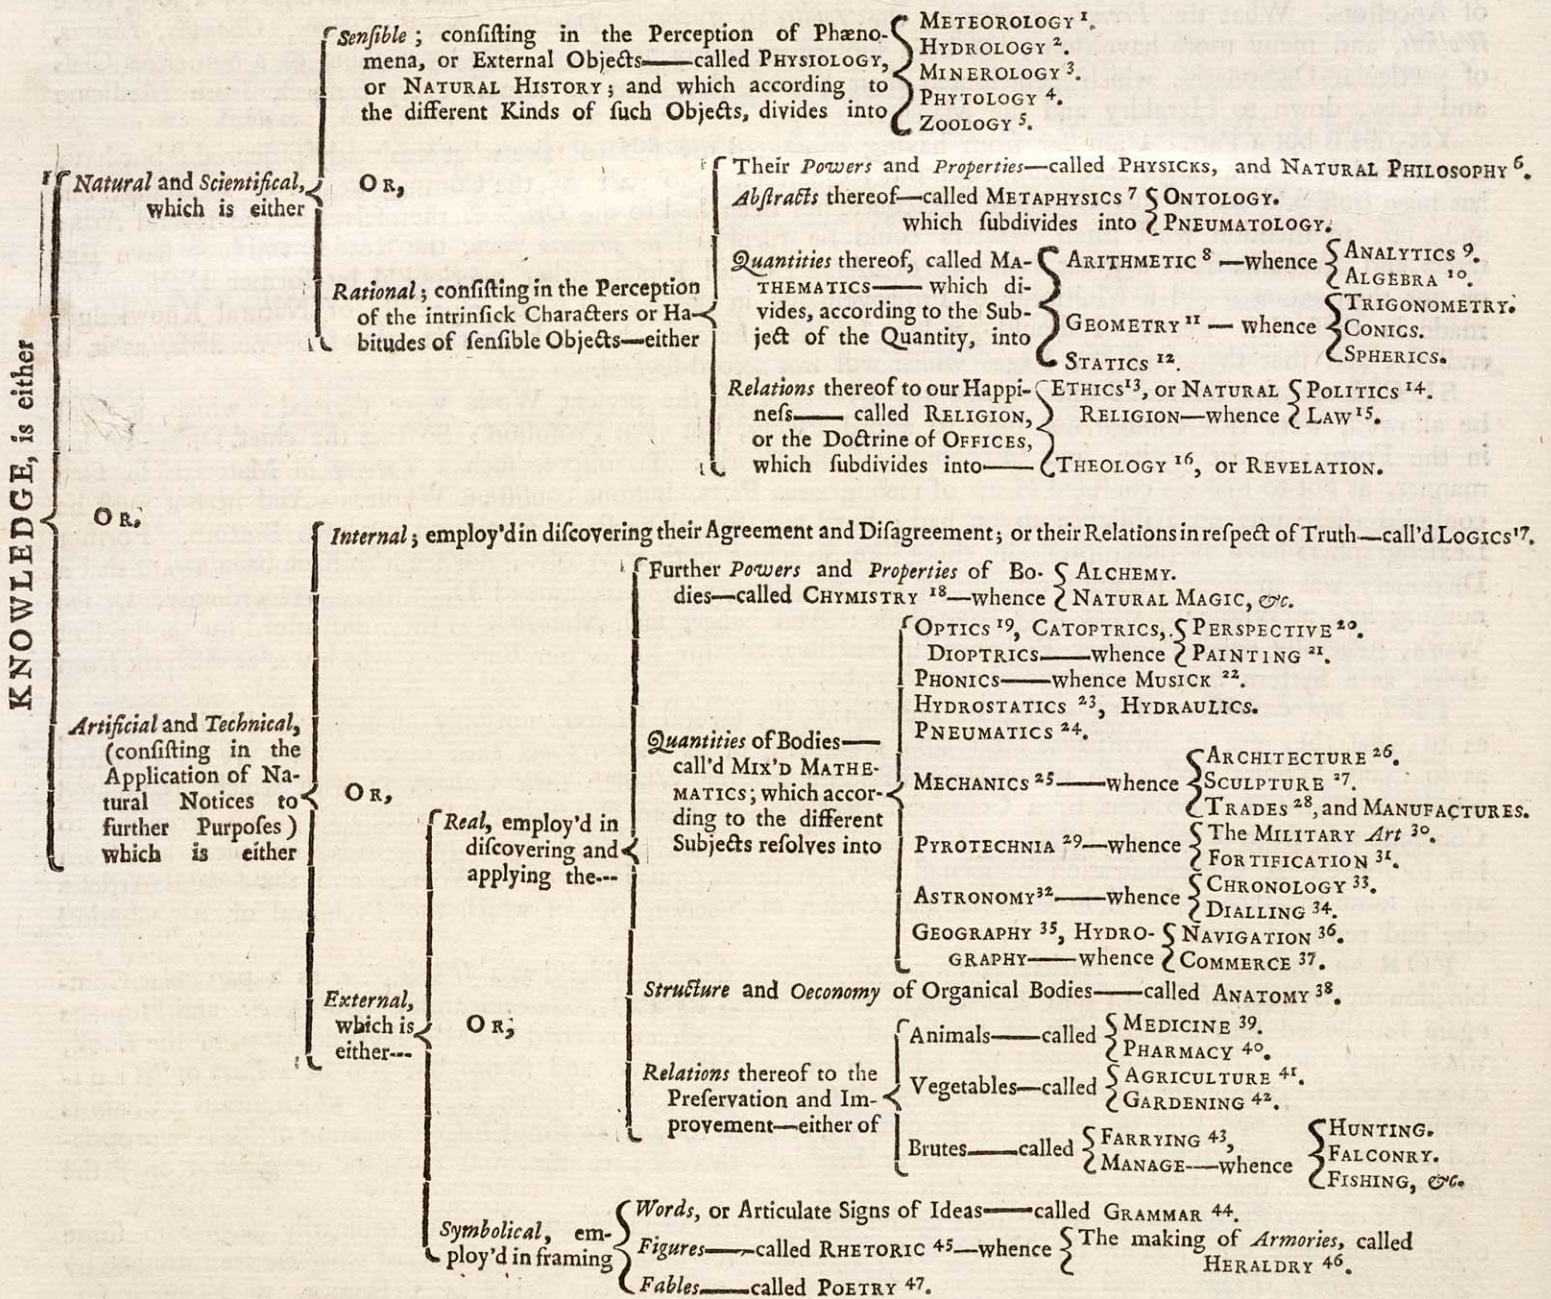 KNOWLEDGE, is either
Natural and Scientifical,
which is either
Senſible; conſiſting in the Perception of Phæno-
mena, or External Objects——called PHYSIOLOGY,
or NATURAL HISTORY; and which according to
the different Kinds of ſuch Objects, divides into
METEOROLOGY 1.
HYDROLOGY 2.
MINEROLOGY 3.
PHYTOLOGY 4.
ZOOLOGY 5.
OR,
Rational; conſiſting in the Perception
of the intrinſick Characters or Ha-
bitudes of ſenſible Objects—either
Their Powers and Properties—called PHYSICKS, and NATURAL PHILOSOPHY 6.
Abſtracts thereof—called METAPHYSICS 7
which ſubdivides into
ONTOLOGY.
PNEUMATOLOGY.
Quantities thereof, called MA-
THEMATICS—— which di-
vides, according to the Sub-
ject of the Quantity, into
ARITHMETIC 8 —whence
ANALYTICS 9.
ALGEBRA 10.
GEOMETRY 11 — whence
TRIGONOMETRY.
CONICS.
SPHERICS.
STATICS 12.
Relations thereof to our Happi-
neſs—— called RELIGION,
or the Doctrine of OFFICES,
which ſubdivides into——
ETHICS 13, or NATURAL
RELIGION—whence
POLITICS 14.
LAW 15.
THEOLOGY 16, or REVELATION.
OR,
Artificial and Technical,
(conſiſting in the
Application of Na-
tural Notices to
further Purpoſes)
which is either
Internal; employ'd in diſcovering their Agreement and Diſagreement; or their Relations in reſpect of Truth—call'd LOGICS 17.
OR,
External,
which is
either---
Real, employ'd in
diſcovering and
applying the---
Further Powers and Properties of Bo-
dies—called CHYMISTRY 18—whence
ALCHEMY.
NATURAL MAGIC, &c.
Quantities of Bodies——
call'd MIX'D MATHE-
MATICS; which accor-
ding to the different
Subjects reſolves into
OPTICS 19, CATOPTRICS,
DIOPTRICS——whence
PERSPECTIVE 20.
PAINTING 21.
PHONICS——whence MUSICK 22.
HYDROSTATICS 23, HYDRAULICS.
PNEUMATICS 24.
MECHANICS 25——whence
ARCHITECTURE 26.
SCULPTURE 27.
TRADES 28, and MANUFACTURES.
PYROTECHNIA 29—whence
The MILITARY Art 30.
FORTIFICATION 31.
ASTRONOMY 32——whence
CHRONOLOGY 33.
DIALLING 34.
GEOGRAPHY 35, HYDRO-
GRAPHY——whence
NAVIGATION 36.
COMMERCE 37.
Structure and Oeconomy of Organical Bodies——called ANATOMY 38.
Relations thereof to the
Preſervation and Im-
provement—either of
Animals——called
MEDICINE 39.
PHARMACY 40.
Vegetables—called
AGRICULTURE 41.
GARDENING 42.
Brutes——called
FARRYING 43,
MANAGE-—whence
HUNTING.
FALCONRY.
FISHING, &c.
OR,
Symbolical, em-
ploy'd in framing
Words, or Articulate Signs of Ideas——called GRAMMAR 44.
Figures——called RHETORIC 45—whence
The making of Armories, called
HERALDRY 46.
Fables——called POETRY 47.